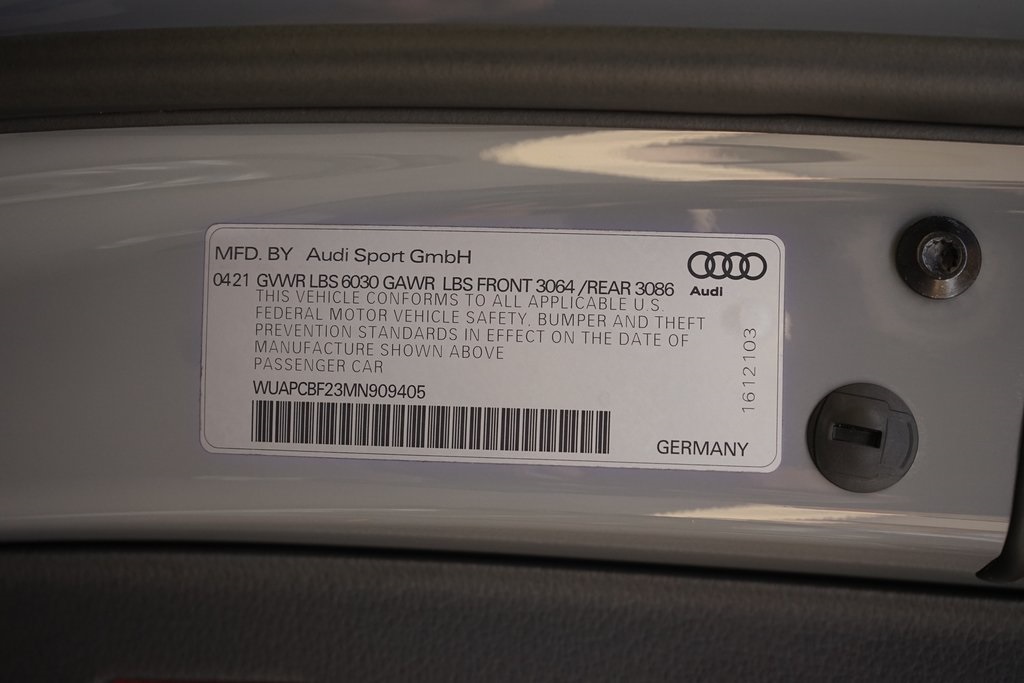 MFD. BY Audi Sport GmbH
Audi
0421 GVWR LBS 6030 GAWR LBS FRONT 3064 /REAR 3086
THIS VEHICLE CONFORMS TO ALL APPLICABLE U.S.
FEDERAL MOTOR VEHICLE SAFETY, BUMPER AND THEFT
PREVENTION STANDARDS IN EFFECT ON THE DATE OF
MANUFACTURE SHOWN ABOVE
PASSENGER CAR
WUAPCBF23MN909405
1612103
GERMANY